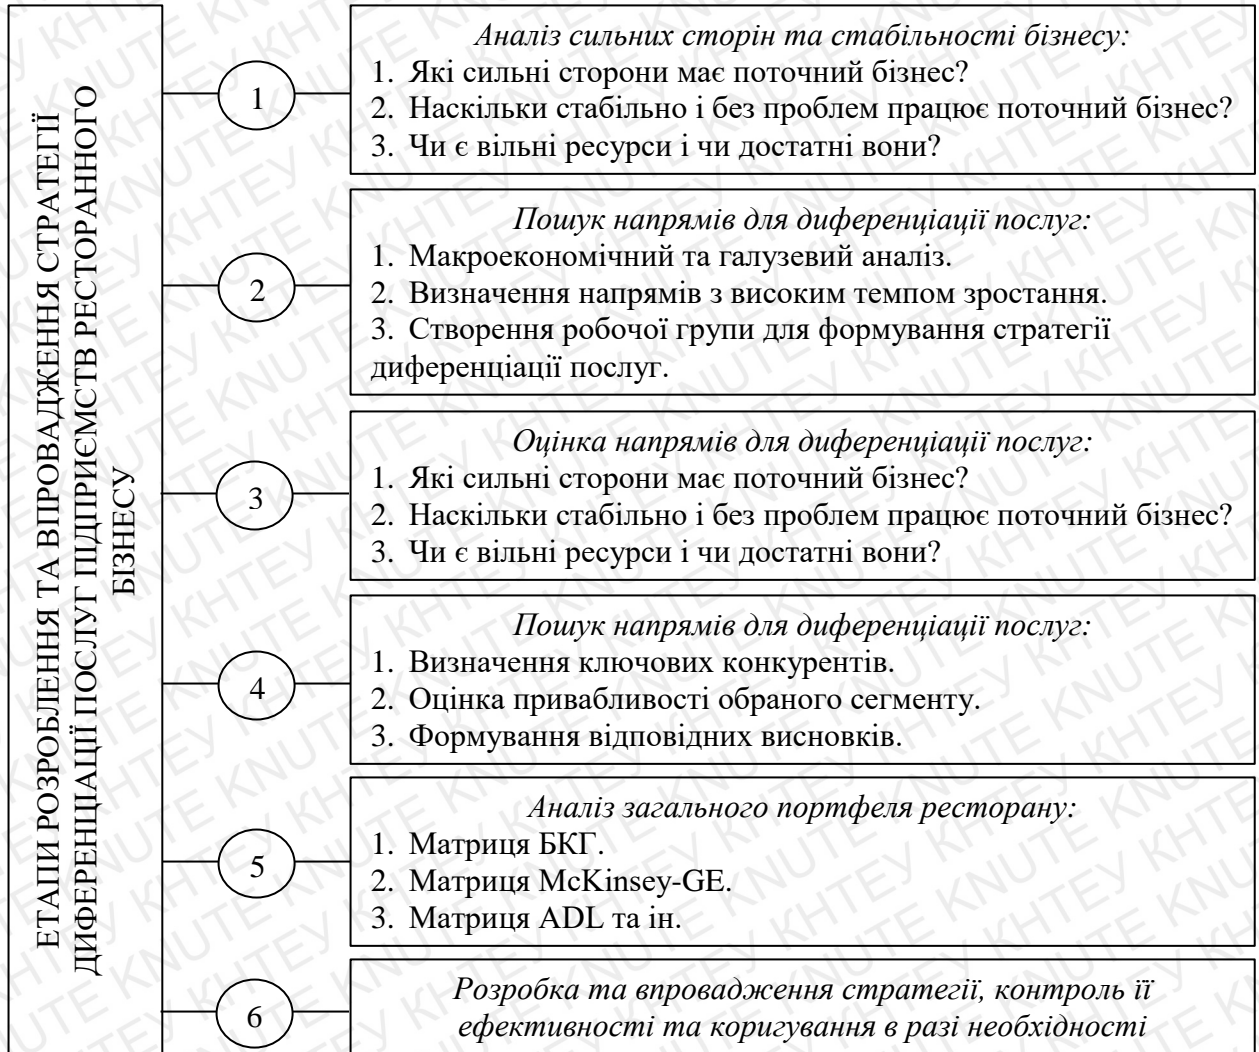 ЕТАПИ РОЗРОБЛЕННЯ ТА ВПРОВАДЖЕННЯ СТРАТЕГІЇ
ДИФЕРЕНЦІАЦІЇ ПОСЛУГ ПІДПРИЄМСТВ РЕСТОРАННОГО
БІЗНЕСУ
1
Аналіз сильних сторін та стабільності бізнесу:
1. Які сильні сторони має поточний бізнес?
2. Наскільки стабільно і без проблем працює поточний бізнес?
3. Чи є вільні ресурси і чи достатні вони?
2
Пошук напрямів для диференціації послуг:
1. Макроекономічний та галузевий аналіз.
2. Визначення напрямів з високим темпом зростання.
3. Створення робочої групи для формування стратегії
диференціації послуг.
3
Оцінка напрямів для диференціації послуг:
1. Які сильні сторони має поточний бізнес?
2. Наскільки стабільно і без проблем працює поточний бізнес?
3. Чи є вільні ресурси і чи достатні вони?
4
Пошук напрямів для диференціації послуг:
1. Визначення ключових конкурентів.
2. Оцінка привабливості обраного сегменту.
3. Формування відповідних висновків.
5
Аналіз загального портфеля ресторану:
1. Матриця БКГ.
2. Матриця McKinsey-GE.
3. Матриця ADL та ін.
6
Розробка та впровадження стратегії, контроль її
ефективності та коригування в разі необхідності